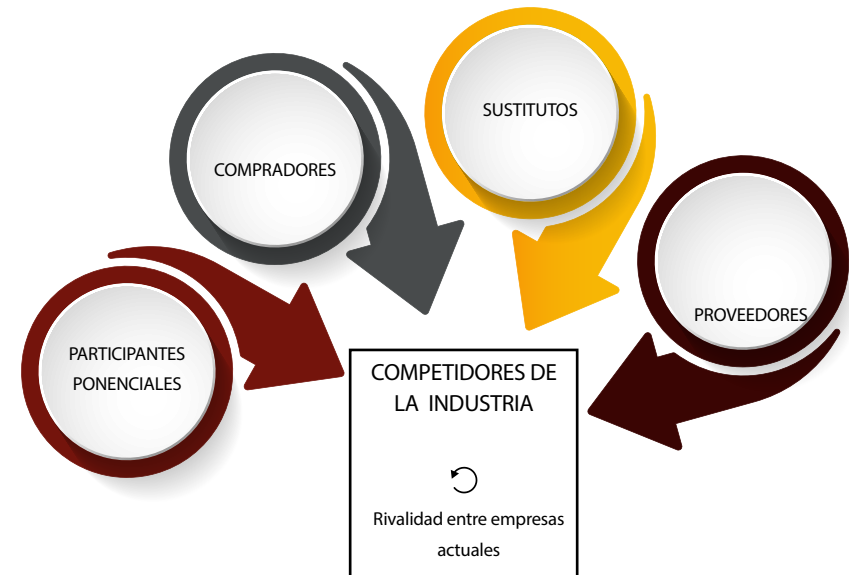 SUSTITUTOS
COMPRADORES
PROVEEDORES
PARTICIPANTES
PONENCIALES
COMPETIDORES DE
LA INDUSTRIA
Rivalidad entre empresas
actuales